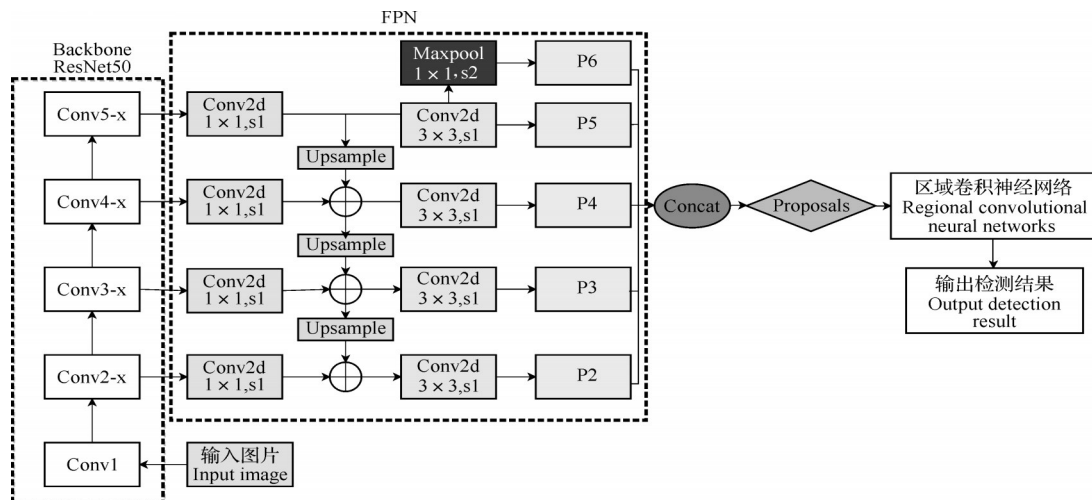 FPN
Backbone
ResNet50
Maxpool
1×1,s2
P6
Conv5-x
Conv2d
1×1,s1
Conv2d
3×3,s1
P5
Upsample
Conv4-x
Conv2d
1×1,s1
Conv2d
3×3,s1
P4
Concat
Proposals
区域卷积神经网络
Regional convolutional
neural networks
Upsample
Conv3-x
Conv2d
1×1,s1
Conv2d
3×3,s1
P3
输出检测结果
Output detection
result
Upsample
Conv2-x
Conv2d
1×1,s1
Conv2d
3×3,s1
P2
Conv1
输入图片
Input image